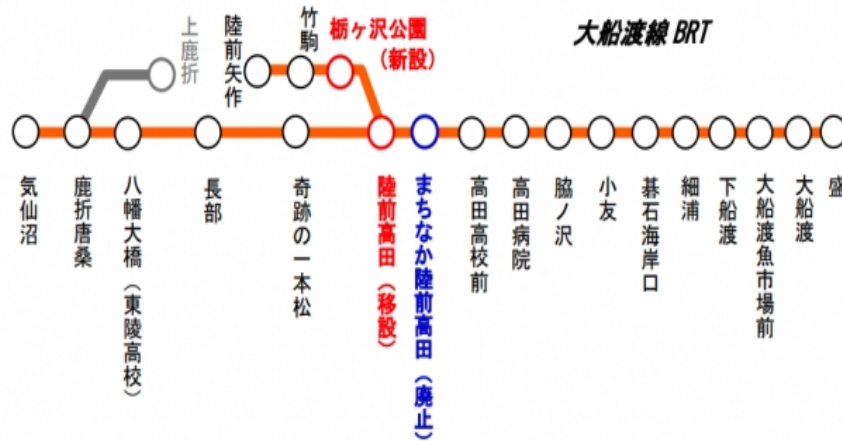 大船渡線 BRT
上鹿折
陸前矢作
竹駒
栃ヶ沢公園
(新設)
気仙沼
鹿折唐桑
八幡大橋（東陵高校）
長部
奇跡の一本松
陸前高田（移設）
まちなか陸前高田（廃止）
高田高校前
高田病院
脇ノ沢
小友
碁石海岸口
細浦
下船渡
大船渡魚市場前
大船渡
盛